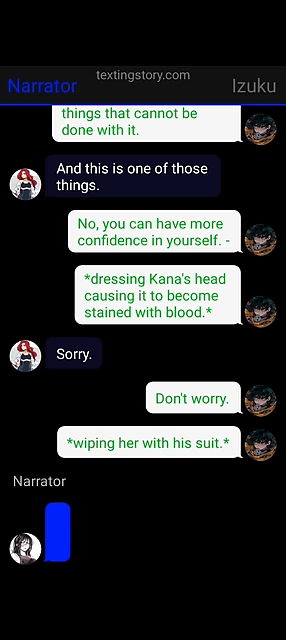 textingstory.com
Narrator
Izuku
things that cannot be
done with it.
And this is one of those
things.
No, you can have more
confidence in yourself. -
*dressing Kana's head
causing it to become
stained with blood.*
Sorry.
Don't worry.
*wiping her with his suit.*
Narrator